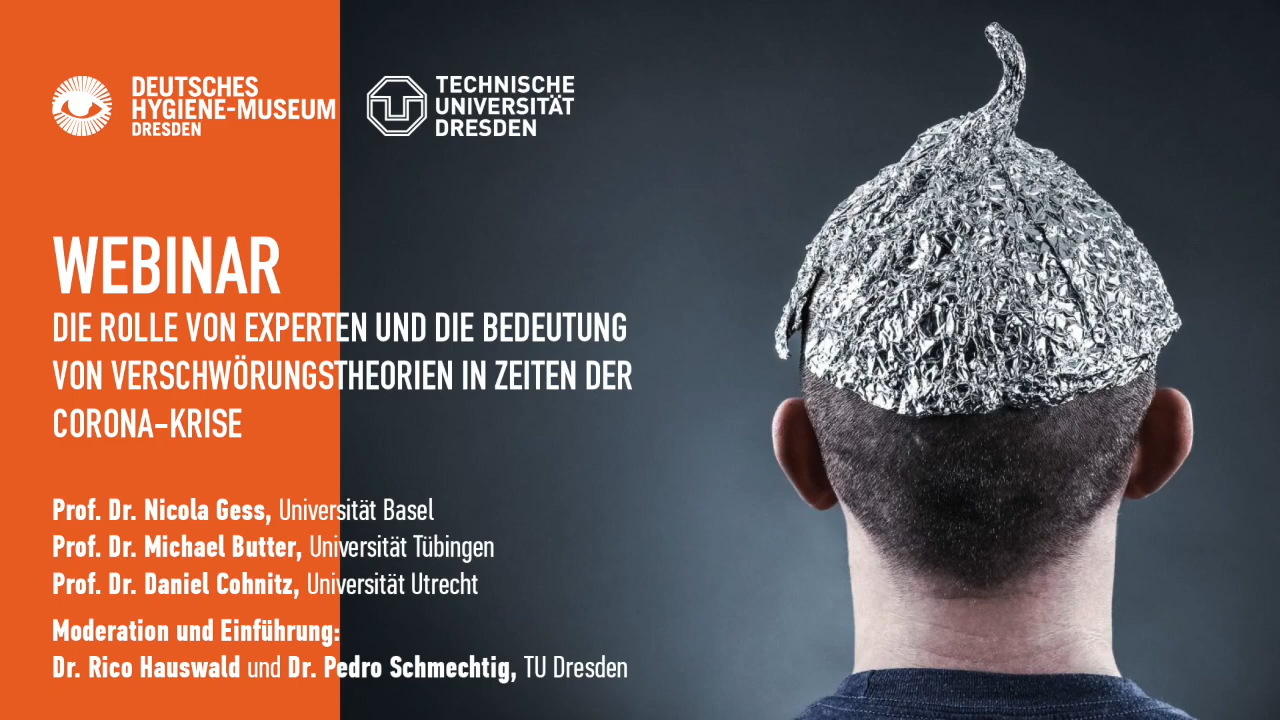 DEUTSCHES
HYGIENE-MUSEUM
DRESDEN
TECHNISCHE
UNIVERSITÄT
DRESDEN
WEBINAR
DIE ROLLE VON EXPERTEN UND DIE BEDEUTUNG
VON VERSCHWÖRUNGSTHEORIEN IN ZEITEN DER
CORONA-KRISE
Prof. Dr. Nicola Gess, Universität Basel
Prof. Dr. Michael Butter, Universität Tübingen
Prof. Dr. Daniel Cohnitz, Universität Utrecht
Moderation und Einführung:
Dr. Rico Hauswald und Dr. Pedro Schmechtig, TU Dresden